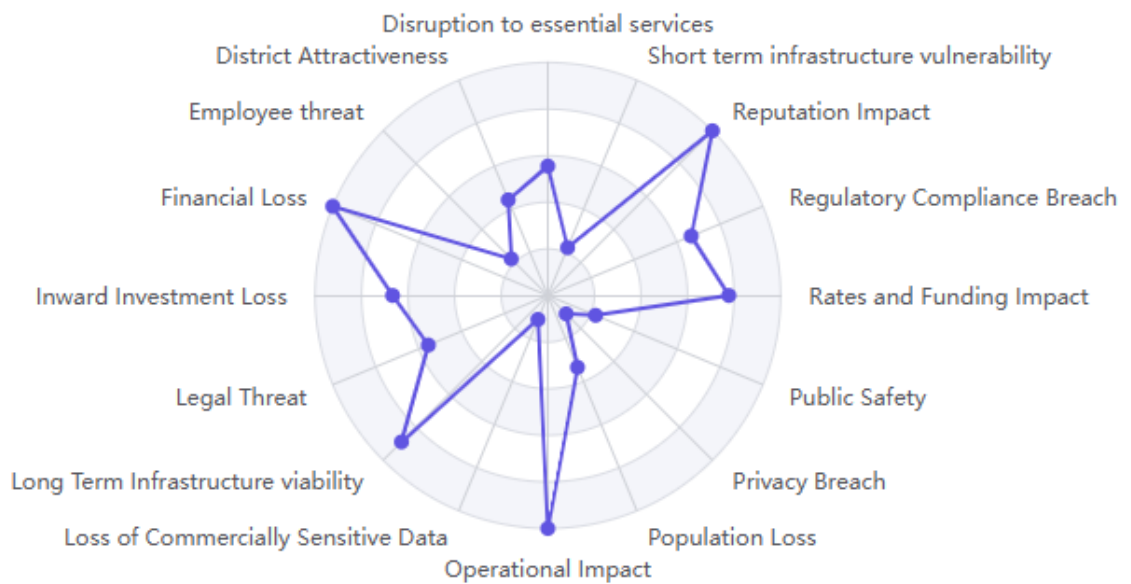 Disruption to essential services
District Attractiveness
Short term infrastructure vulnerability
Employee threat
Reputation Impact
Financial Loss
Regulatory Compliance Breach
Inward Investment Loss
Rates and Funding Impact
Legal Threat
Public Safety
Long Term Infrastructure viability
Privacy Breach
Loss of Commercially Sensitive Data
Population Loss
Operational Impact